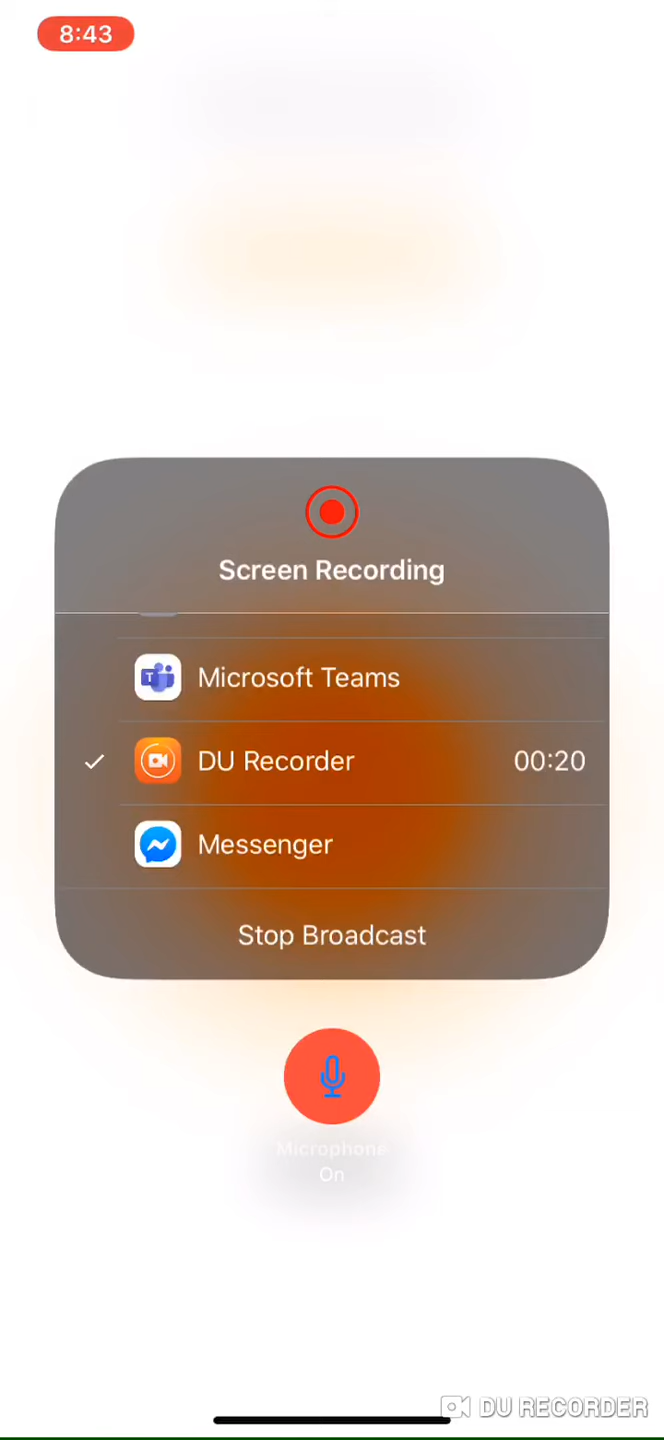 8:43
Screen Recording
Microsoft Teams
DU Recorder 00:20
Messenger
Stop Broadcast
Microphone
On
DU RECORDER